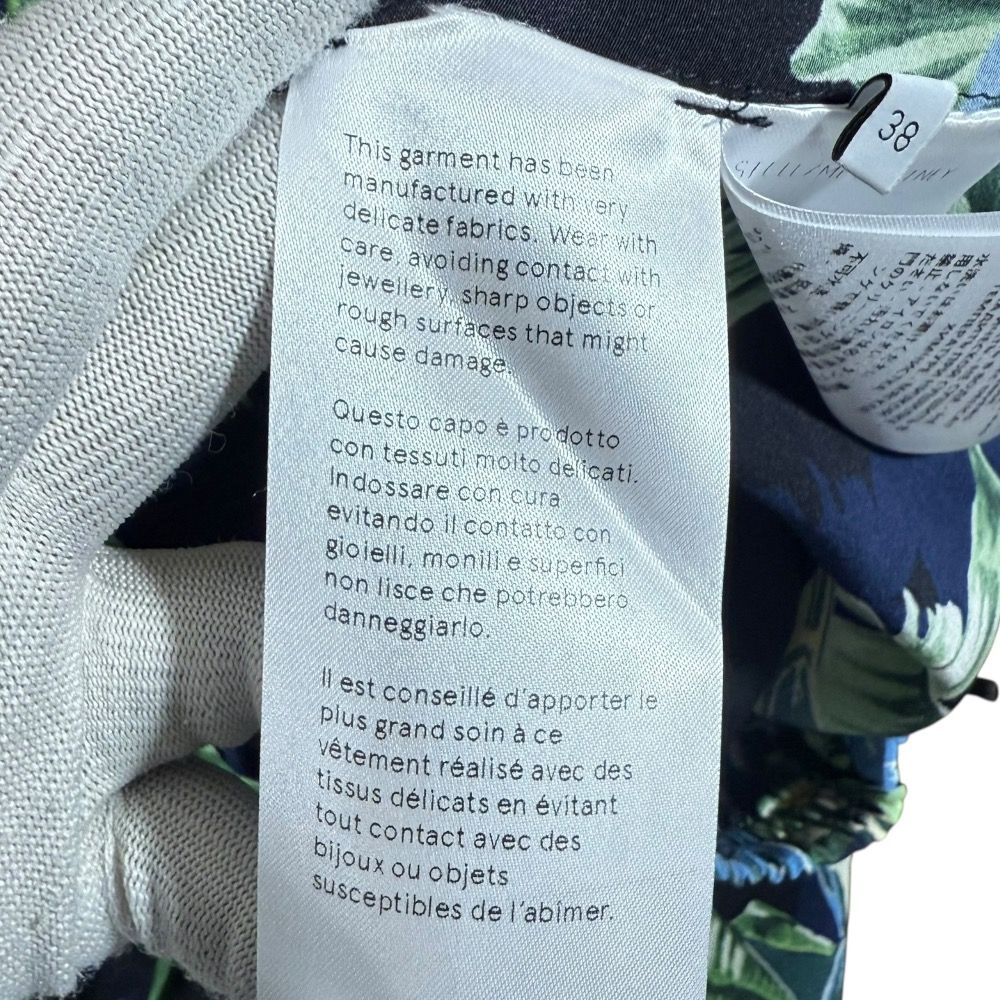 This garment has been
manufactured with very
delicate fabrics. Wear with
care, avoiding contact with
jewellery, sharp objects or
rough surfaces that might
cause damage.
Questo capo è prodotto
con tessuti molto delicati.
Indossare con cura
evitando il contatto con
gioielli, monili e superfici
non lisce che potrebbero
danneggiarlo.
Il est conseillé d'apporter le
plus grand soin à ce
vêtement réalisé avec des
tissus délicats en évitant
tout contact avec des
bijoux ou objets
susceptibles de l'abîmer.
38